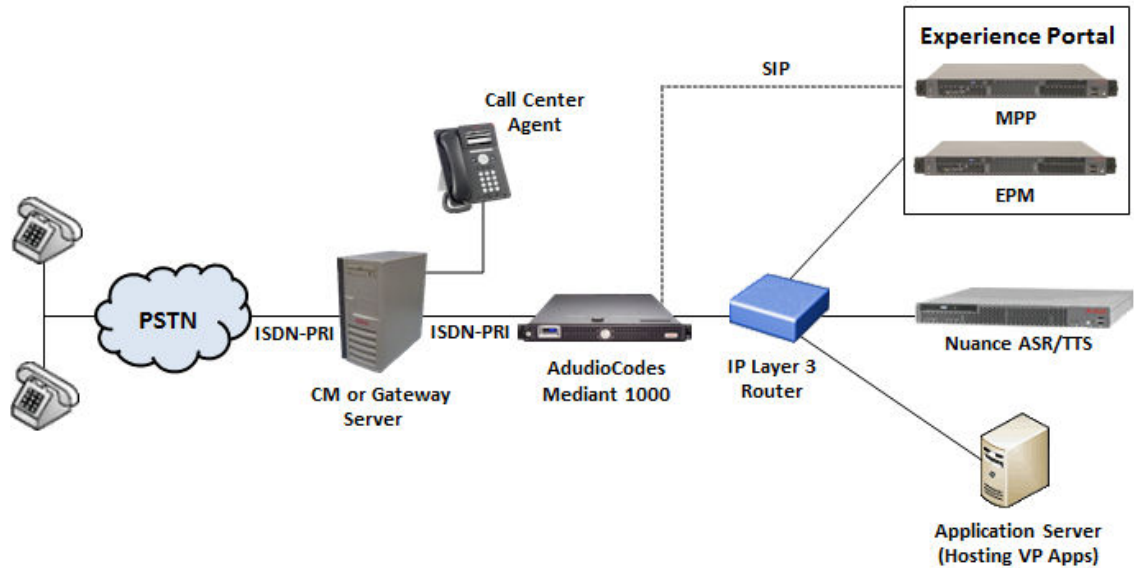 Experience Portal
SIP
MPP
Call Center
Agent
EPM
PSTN
ISDN-PRI
ISDN-PRI
CM or Gateway
Server
AdudioCodes
Mediant 1000
IP Layer 3
Router
Nuance ASR/TTS
Application Server
(Hosting VP Apps)